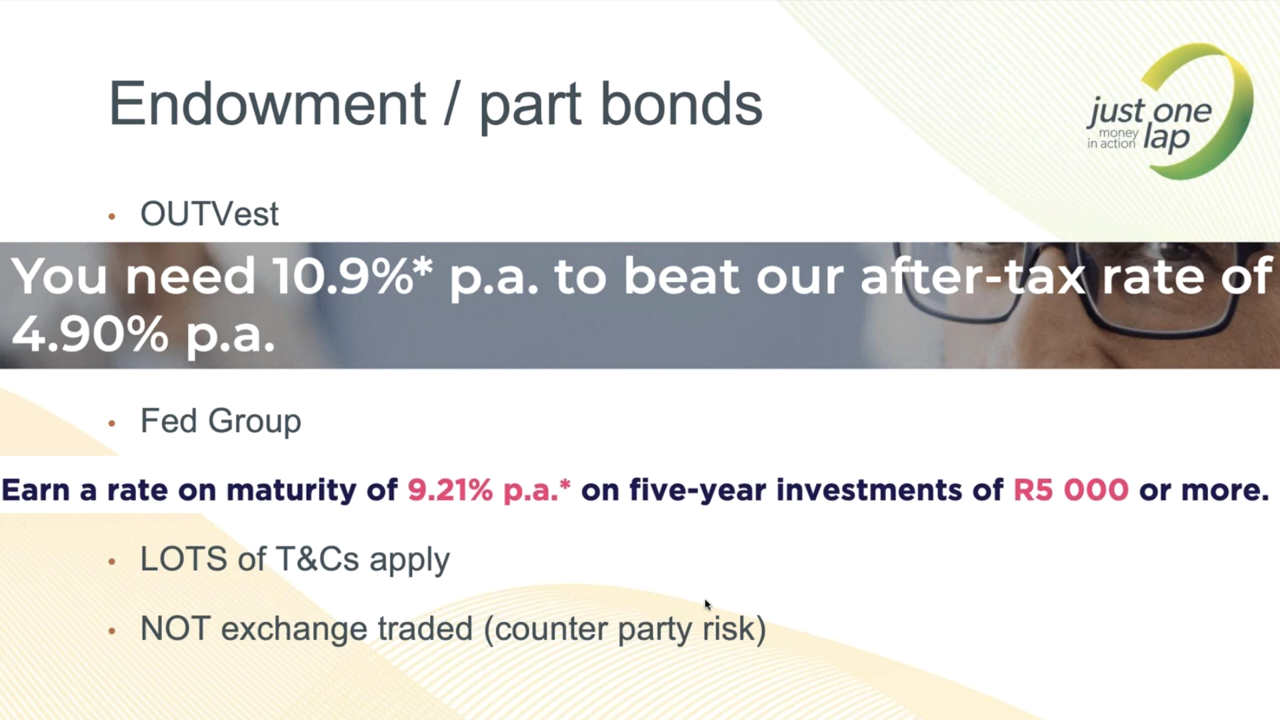 Endowment / part bonds
just one
money
in action lap
• OUTVest
You need 10.9%* p.a. to beat our after-tax rate of
4.90% p.a.
• Fed Group
Earn a rate on maturity of 9.21% p.a.* on five-year investments of R5 000 or more.
• LOTS of T&Cs apply
• NOT exchange traded (counter party risk)